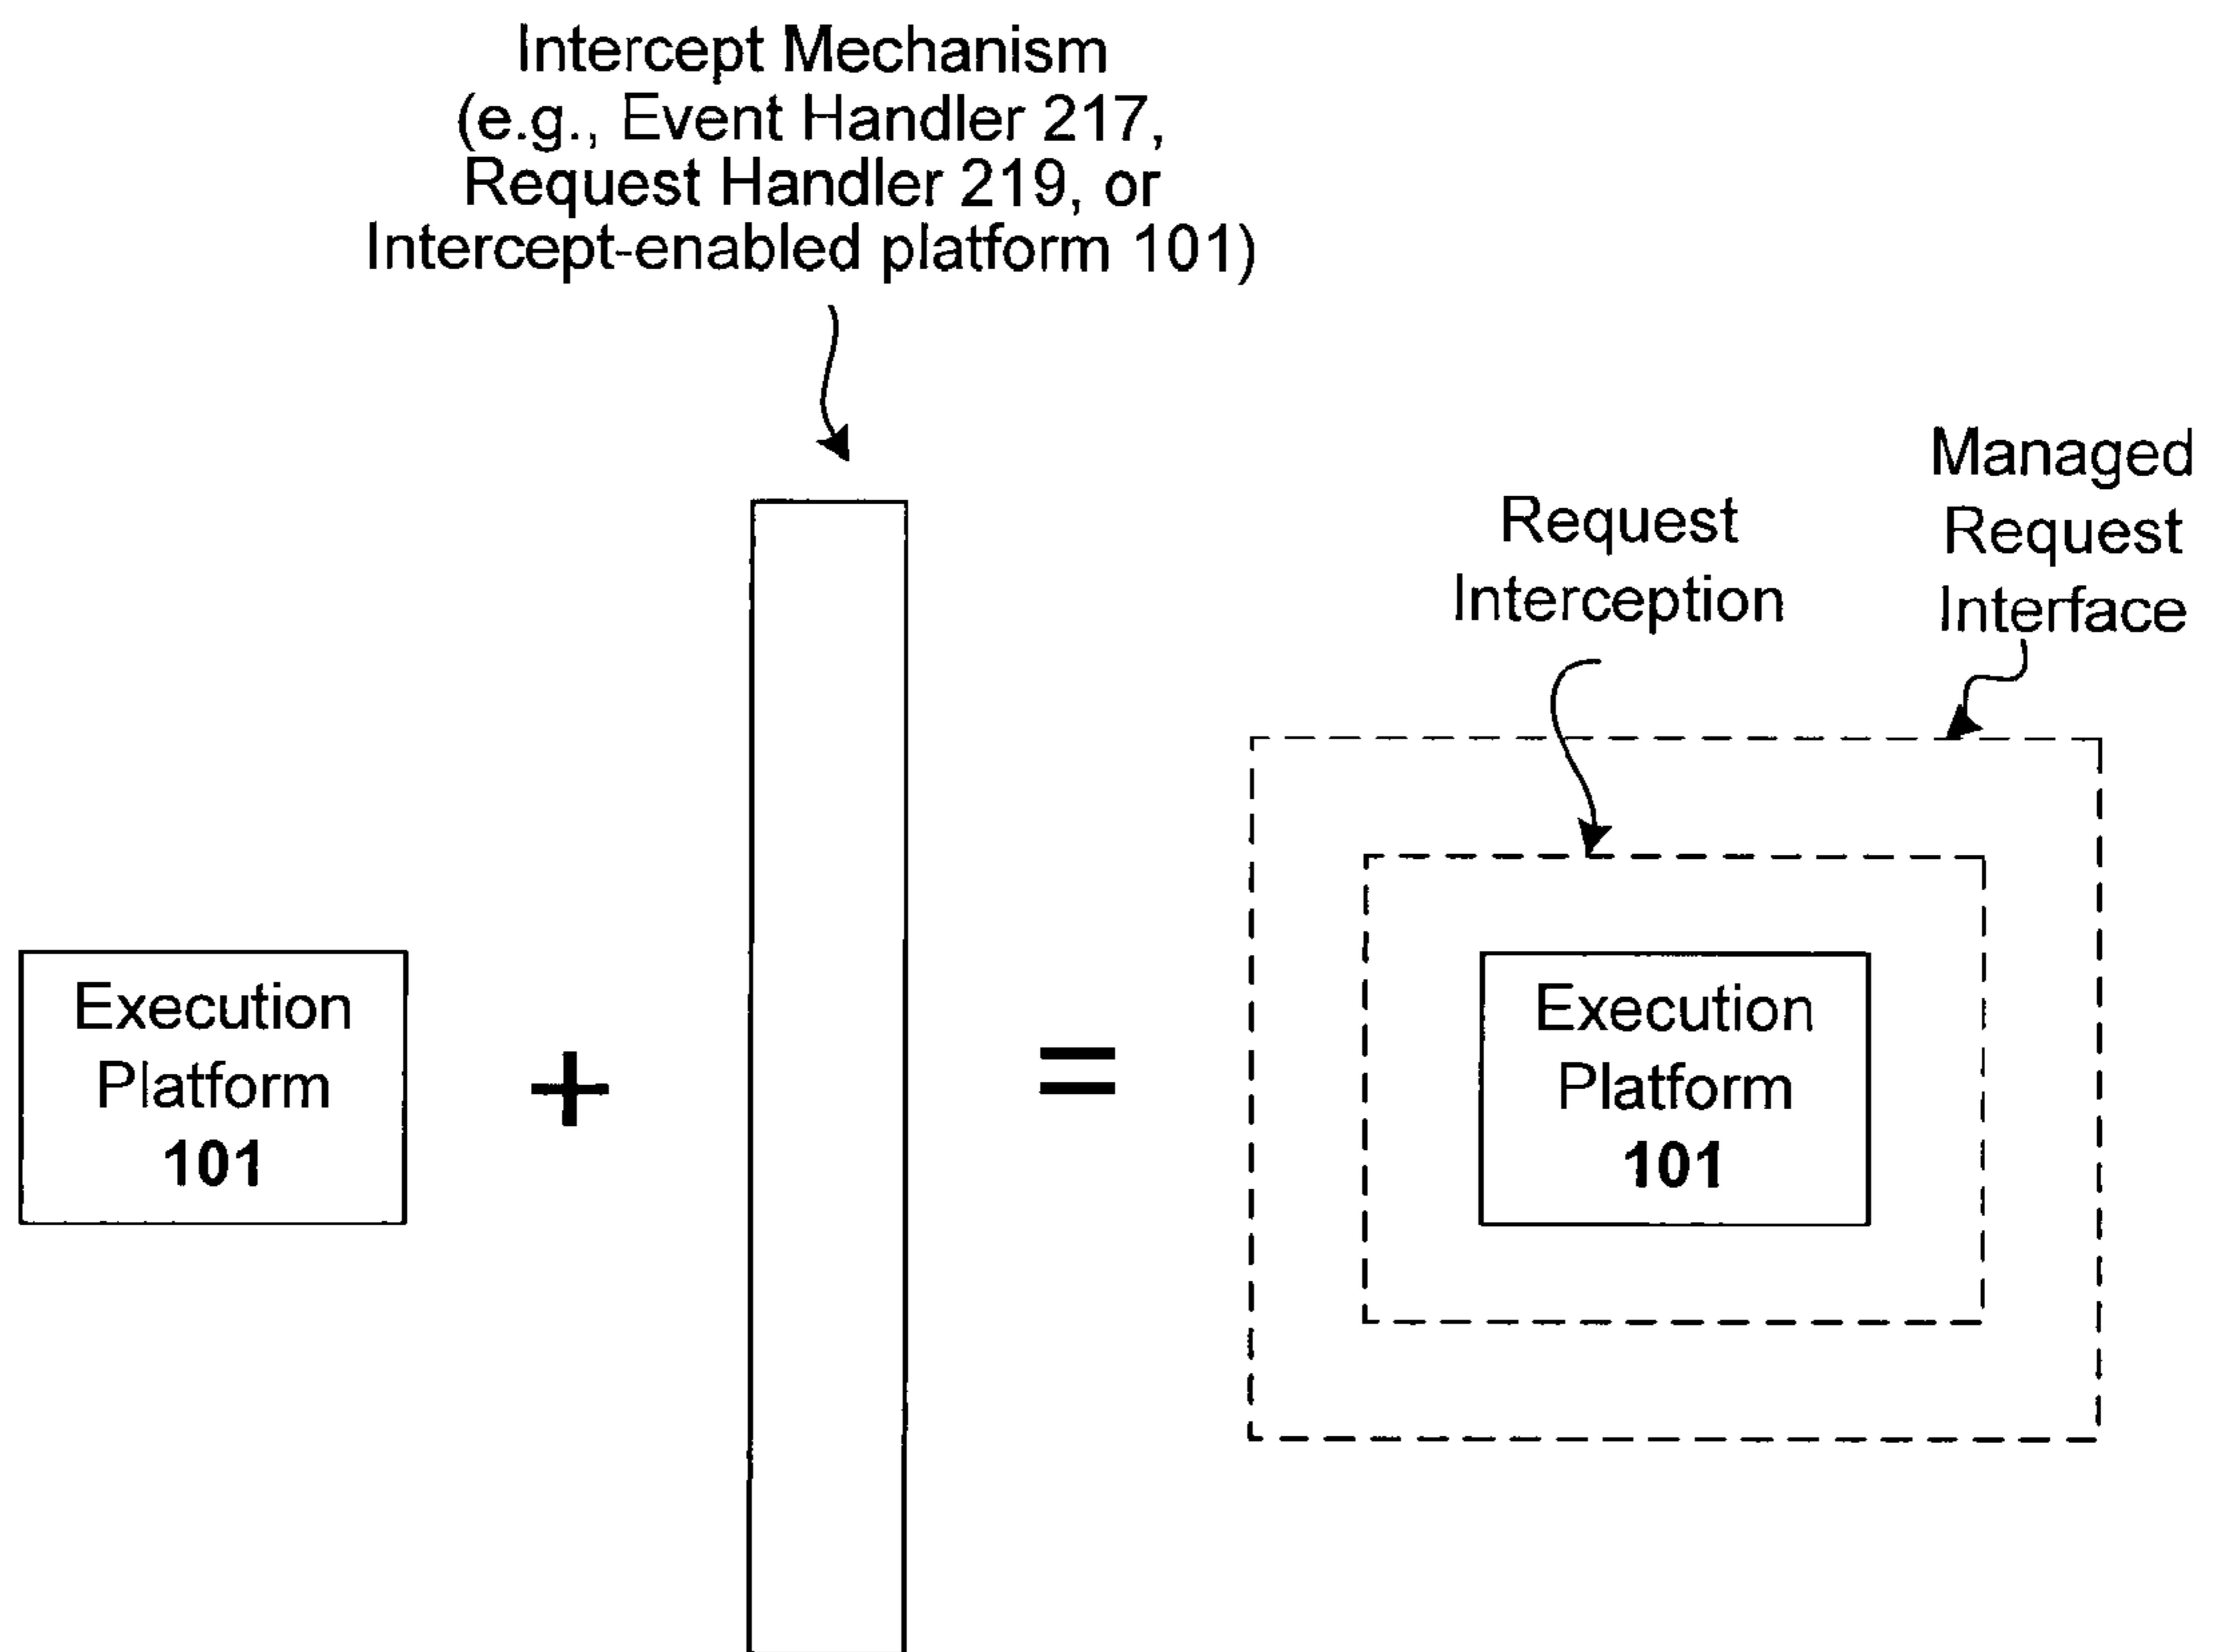 Intercept Mechanism
(e.g., Event Handler 217,
Request Handler 219, or
Intercept-enabled platform 101)
Managed
Request
Interface
Request
Interception
Execution
Platform
101
+
=
Execution
Platform
101